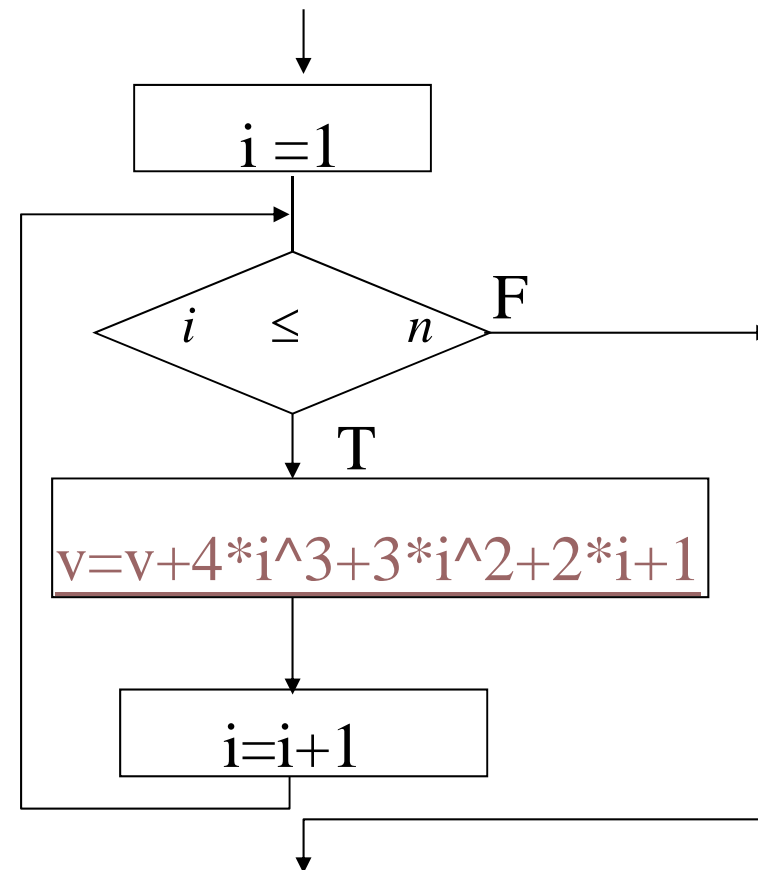 i =1
i ≤ n
F
T
v=v+4*i^3+3*i^2+2*i+1
i=i+1